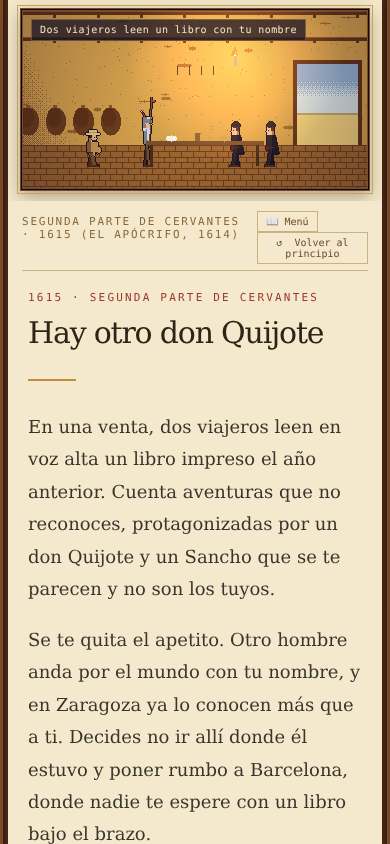 Dos viajeros leen un libro con tu nombre
SEGUNDA PARTE DE CERVANTES
· 1615 (EL APÓCRIFO, 1614)
📖 Menú
↺ Volver al
principio
1615 · SEGUNDA PARTE DE CERVANTES
Hay otro don Quijote
En una venta, dos viajeros leen en
voz alta un libro impreso el año
anterior. Cuenta aventuras que no
reconoces, protagonizadas por un
don Quijote y un Sancho que se te
parecen y no son los tuyos.
Se te quita el apetito. Otro hombre
anda por el mundo con tu nombre, y
en Zaragoza ya lo conocen más que
a ti. Decides no ir allí donde él
estuvo y poner rumbo a Barcelona,
donde nadie te espere con un libro
bajo el brazo.